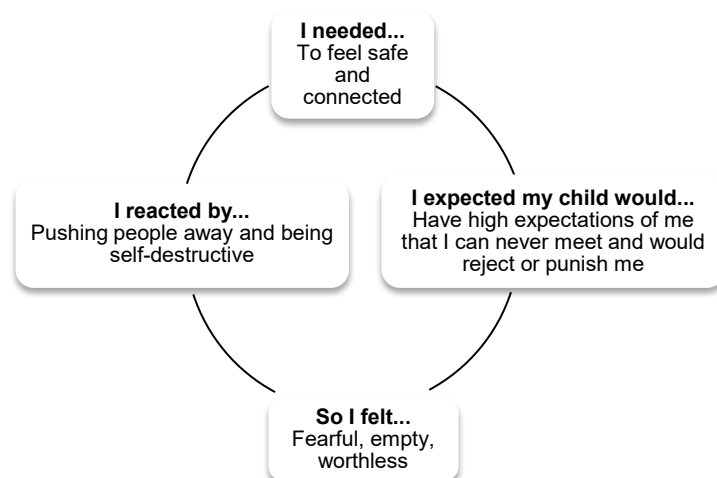 I needed...
To feel safe
and
connected
I expected my child would...
Have high expectations of me
that I can never meet and would
reject or punish me
So I felt...
Fearful, empty,
worthless
I reacted by...
Pushing people away and being
self-destructive